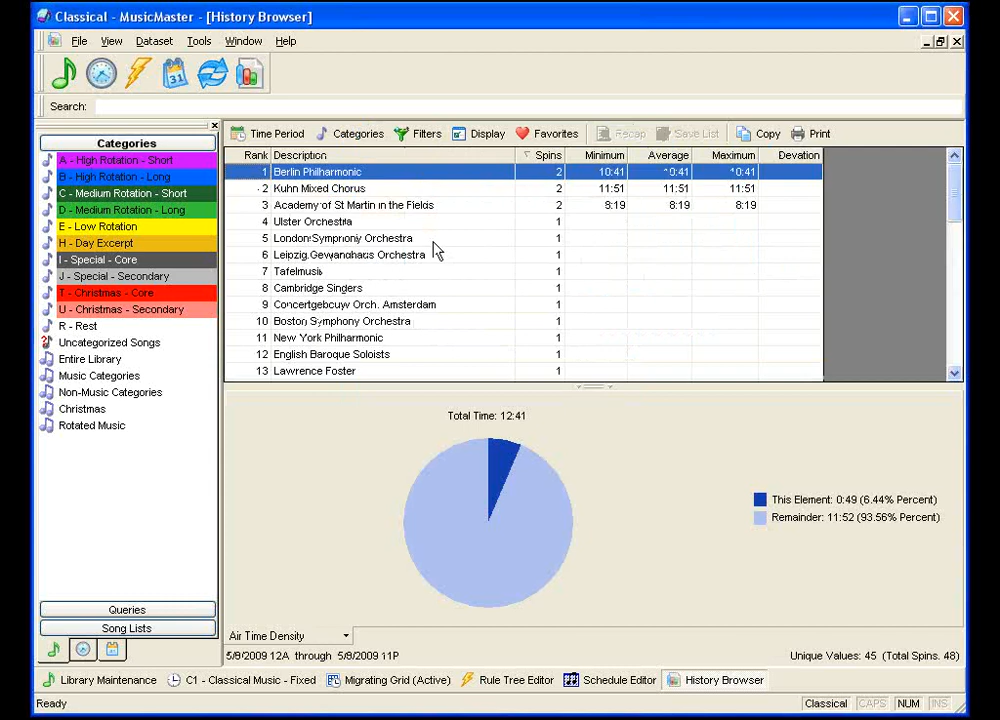 Classical - MusicMaster - [History Browser]
File View Dataset Tools Window Help
31
Search:
Categories
A - High Rotation - Short
B - High Rotation - Long
C - Medium Rotation - Short
D - Medium Rotation - Long
E - Low Rotation
H - Day Excerpt
I - Special - Core
J - Special - Secondary
T - Christmas - Core
U - Christmas - Secondary
R - Rest
Uncategorized Songs
Entire Library
Music Categories
Non-Music Categories
Christmas
Rotated Music
Queries
Song Lists
Time Period Categories Filters Display Favorites Recap Save List Copy Print
Rank Description Spins Minimum Average Maximum Devation
1 Berlin Philharmonic 2 10:41 10:41 10:41
2 Kuhn Mixed Chorus 2 11:51 11:51 11:51
3 Academy of St Martin in the Fields 2 8:19 8:19 8:19
4 Ulster Orchestra 1
5 London Symphony Orchestra 1
6 Leipzig Gewanghaus Orchestra 1
7 Tafelmusik 1
8 Cambridge Singers 1
9 Concertgebouw Orch. Amsterdam 1
10 Boston Symphony Orchestra 1
11 New York Philharmonic 1
12 English Baroque Soloists 1
13 Lawrence Foster 1
Total Time: 12:41
This Element: 0:49 (6.44% Percent)
Remainder: 11:52 (93.56% Percent)
Air Time Density
5/8/2009 12A through 5/8/2009 11P
Unique Values: 45 (Total Spins. 48)
Library Maintenance C1 - Classical Music - Fixed Migrating Grid (Active) Rule Tree Editor Schedule Editor History Browser
Ready Classical CAPS NUM INS